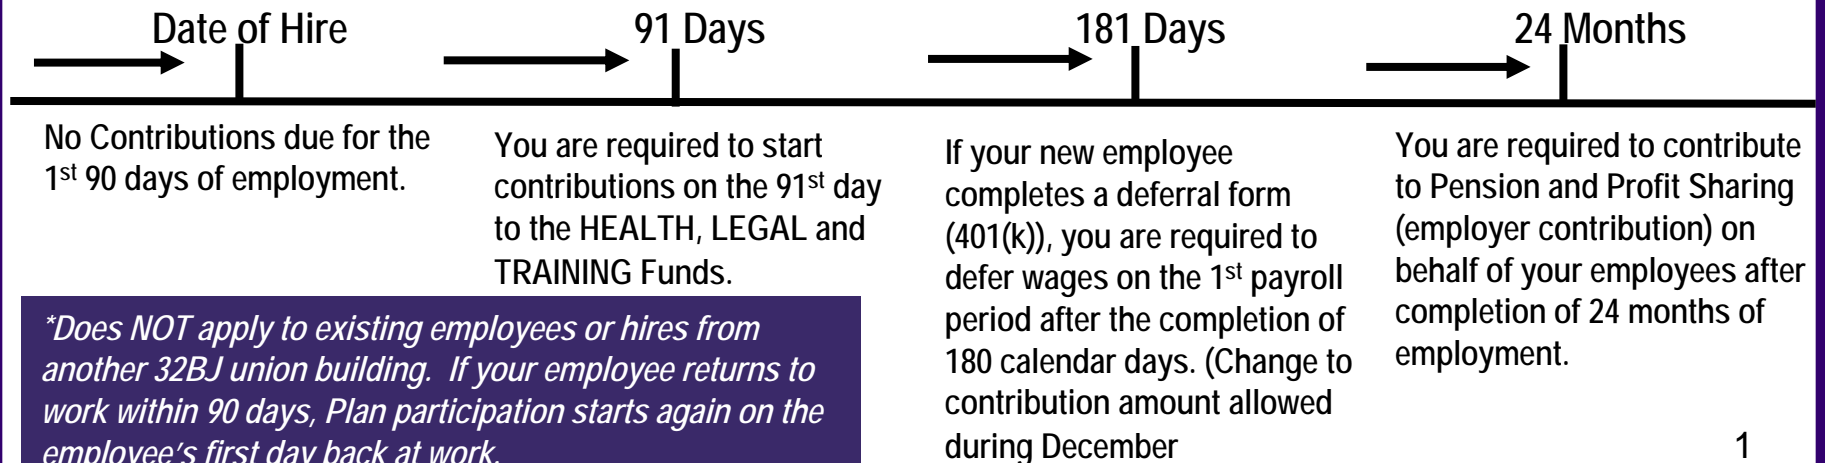 Date of Hire
91 Days
181 Days
24 Months
No Contributions due for the
1st 90 days of employment.
You are required to start
contributions on the 91st day
to the HEALTH, LEGAL and
TRAINING Funds.
If your new employee
completes a deferral form
(401(k)), you are required to
defer wages on the 1st payroll
period after the completion of
180 calendar days. (Change to
contribution amount allowed
during December
You are required to contribute
to Pension and Profit Sharing
(employer contribution) on
behalf of your employees after
completion of 24 months of
employment.
*Does NOT apply to existing employees or hires from
another 32BJ union building.  If your employee returns to
work within 90 days, Plan participation starts again on the
employee's first day back at work.
1